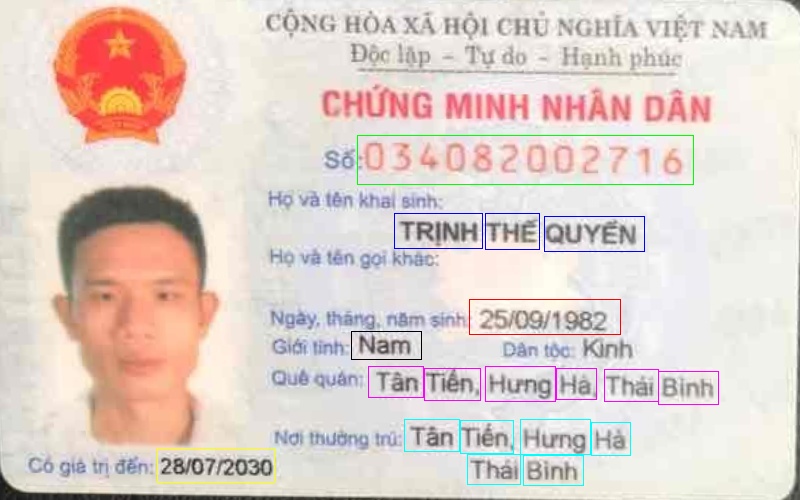 CỘNG HÒA XÃ HỘI CHỦ NGHĨA VIỆT NAM
Độc lập - Tự do - Hạnh phúc
CHỨNG MINH NHÂN DÂN
Số: 034082002716
Họ và tên khai sinh:
TRỊNH THẾ QUYỀN
Họ và tên gọi khác:
Ngày, tháng, năm sinh: 25/09/1982
Giới tính: Nam Dân tộc: Kinh
Quê quán: Tân Tiến, Hưng Hà, Thái Bình
Nơi thường trú: Tân Tiến, Hưng Hà
Thái Bình
Có giá trị đến: 28/07/2030